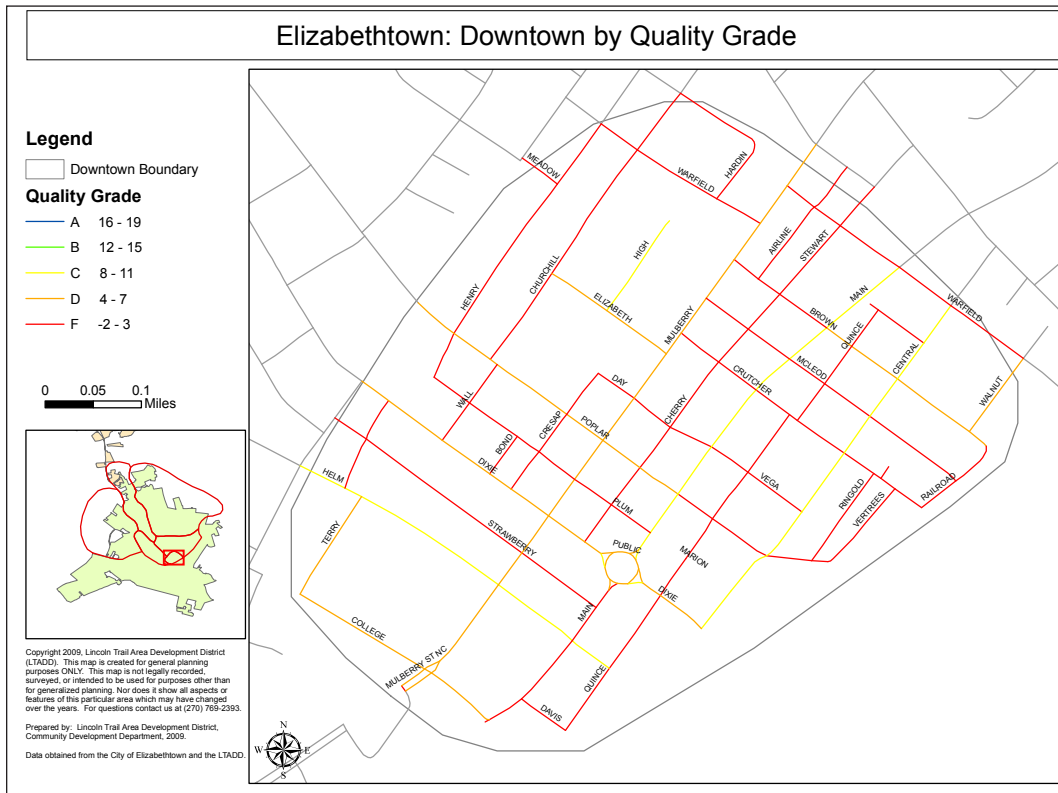 Elizabethtown: Downtown by Quality Grade
Legend
Downtown Boundary
Quality Grade
A 16 - 19
B 12 - 15
C 8 - 11
D 4 - 7
F -2 - 3
0 0.05 0.1
Miles
Copyright 2009, Lincoln Trail Area Development District
(LTADD). This map is created for general planning
purposes ONLY. This map is not legally recorded,
surveyed, or intended to be used for purposes other than
for generalized planning. Nor does it show all aspects or
features of this particular area which may have changed
over the years. For questions contact us at (270) 769-2393.
Prepared by: Lincoln Trail Area Development District,
Community Development Department, 2009.
Data obtained from the City of Elizabethtown and the LTADD.
MEADOW
HARDIN
WARFIELD
AIRLINE
STEWART
HIGH
CHURCHILL
HENRY
ELIZABETH
MULBERRY
MAIN
WARFIELD
BROWN
QUINCE
CENTRAL
MCLEOD
CRUTCHER
WALNUT
DAY
WALL
CRESAP
POPLAR
CHERRY
BOND
DIXIE
HELM
VEGA
RINGOLD
VERTREES
RAILROAD
PLUM
STRAWBERRY
TERRY
PUBLIC
MARION
DIXIE
MAIN
COLLEGE
MULBERRY ST NC
QUINCE
DAVIS
N
W E
S